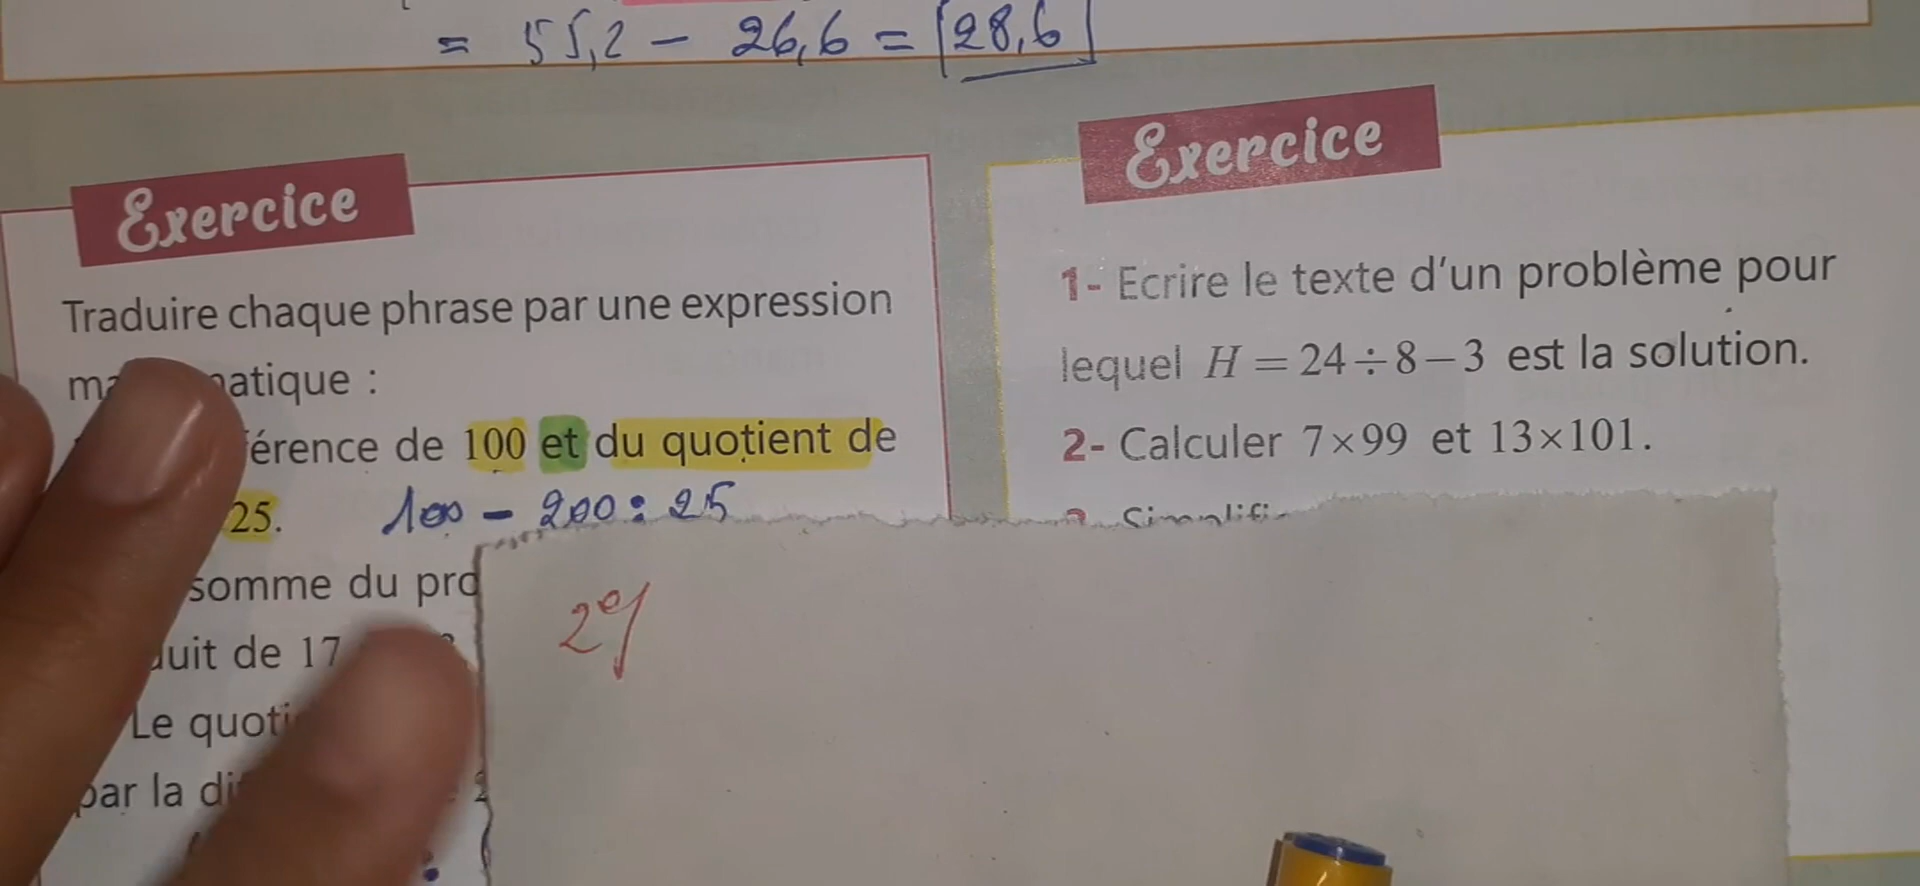 = 55,2 - 26,6 = 28,6
Exercice
Traduire chaque phrase par une expression
atique :
érence de 100 et du quotient de
25. 100 - 200 : 25
somme du pro
uit de 17
Le quoti
par la di
Exercice
1- Ecrire le texte d'un problème pour
lequel H = 24 ÷ 8 – 3 est la solution.
2- Calculer 7×99 et 13×101.
2e/